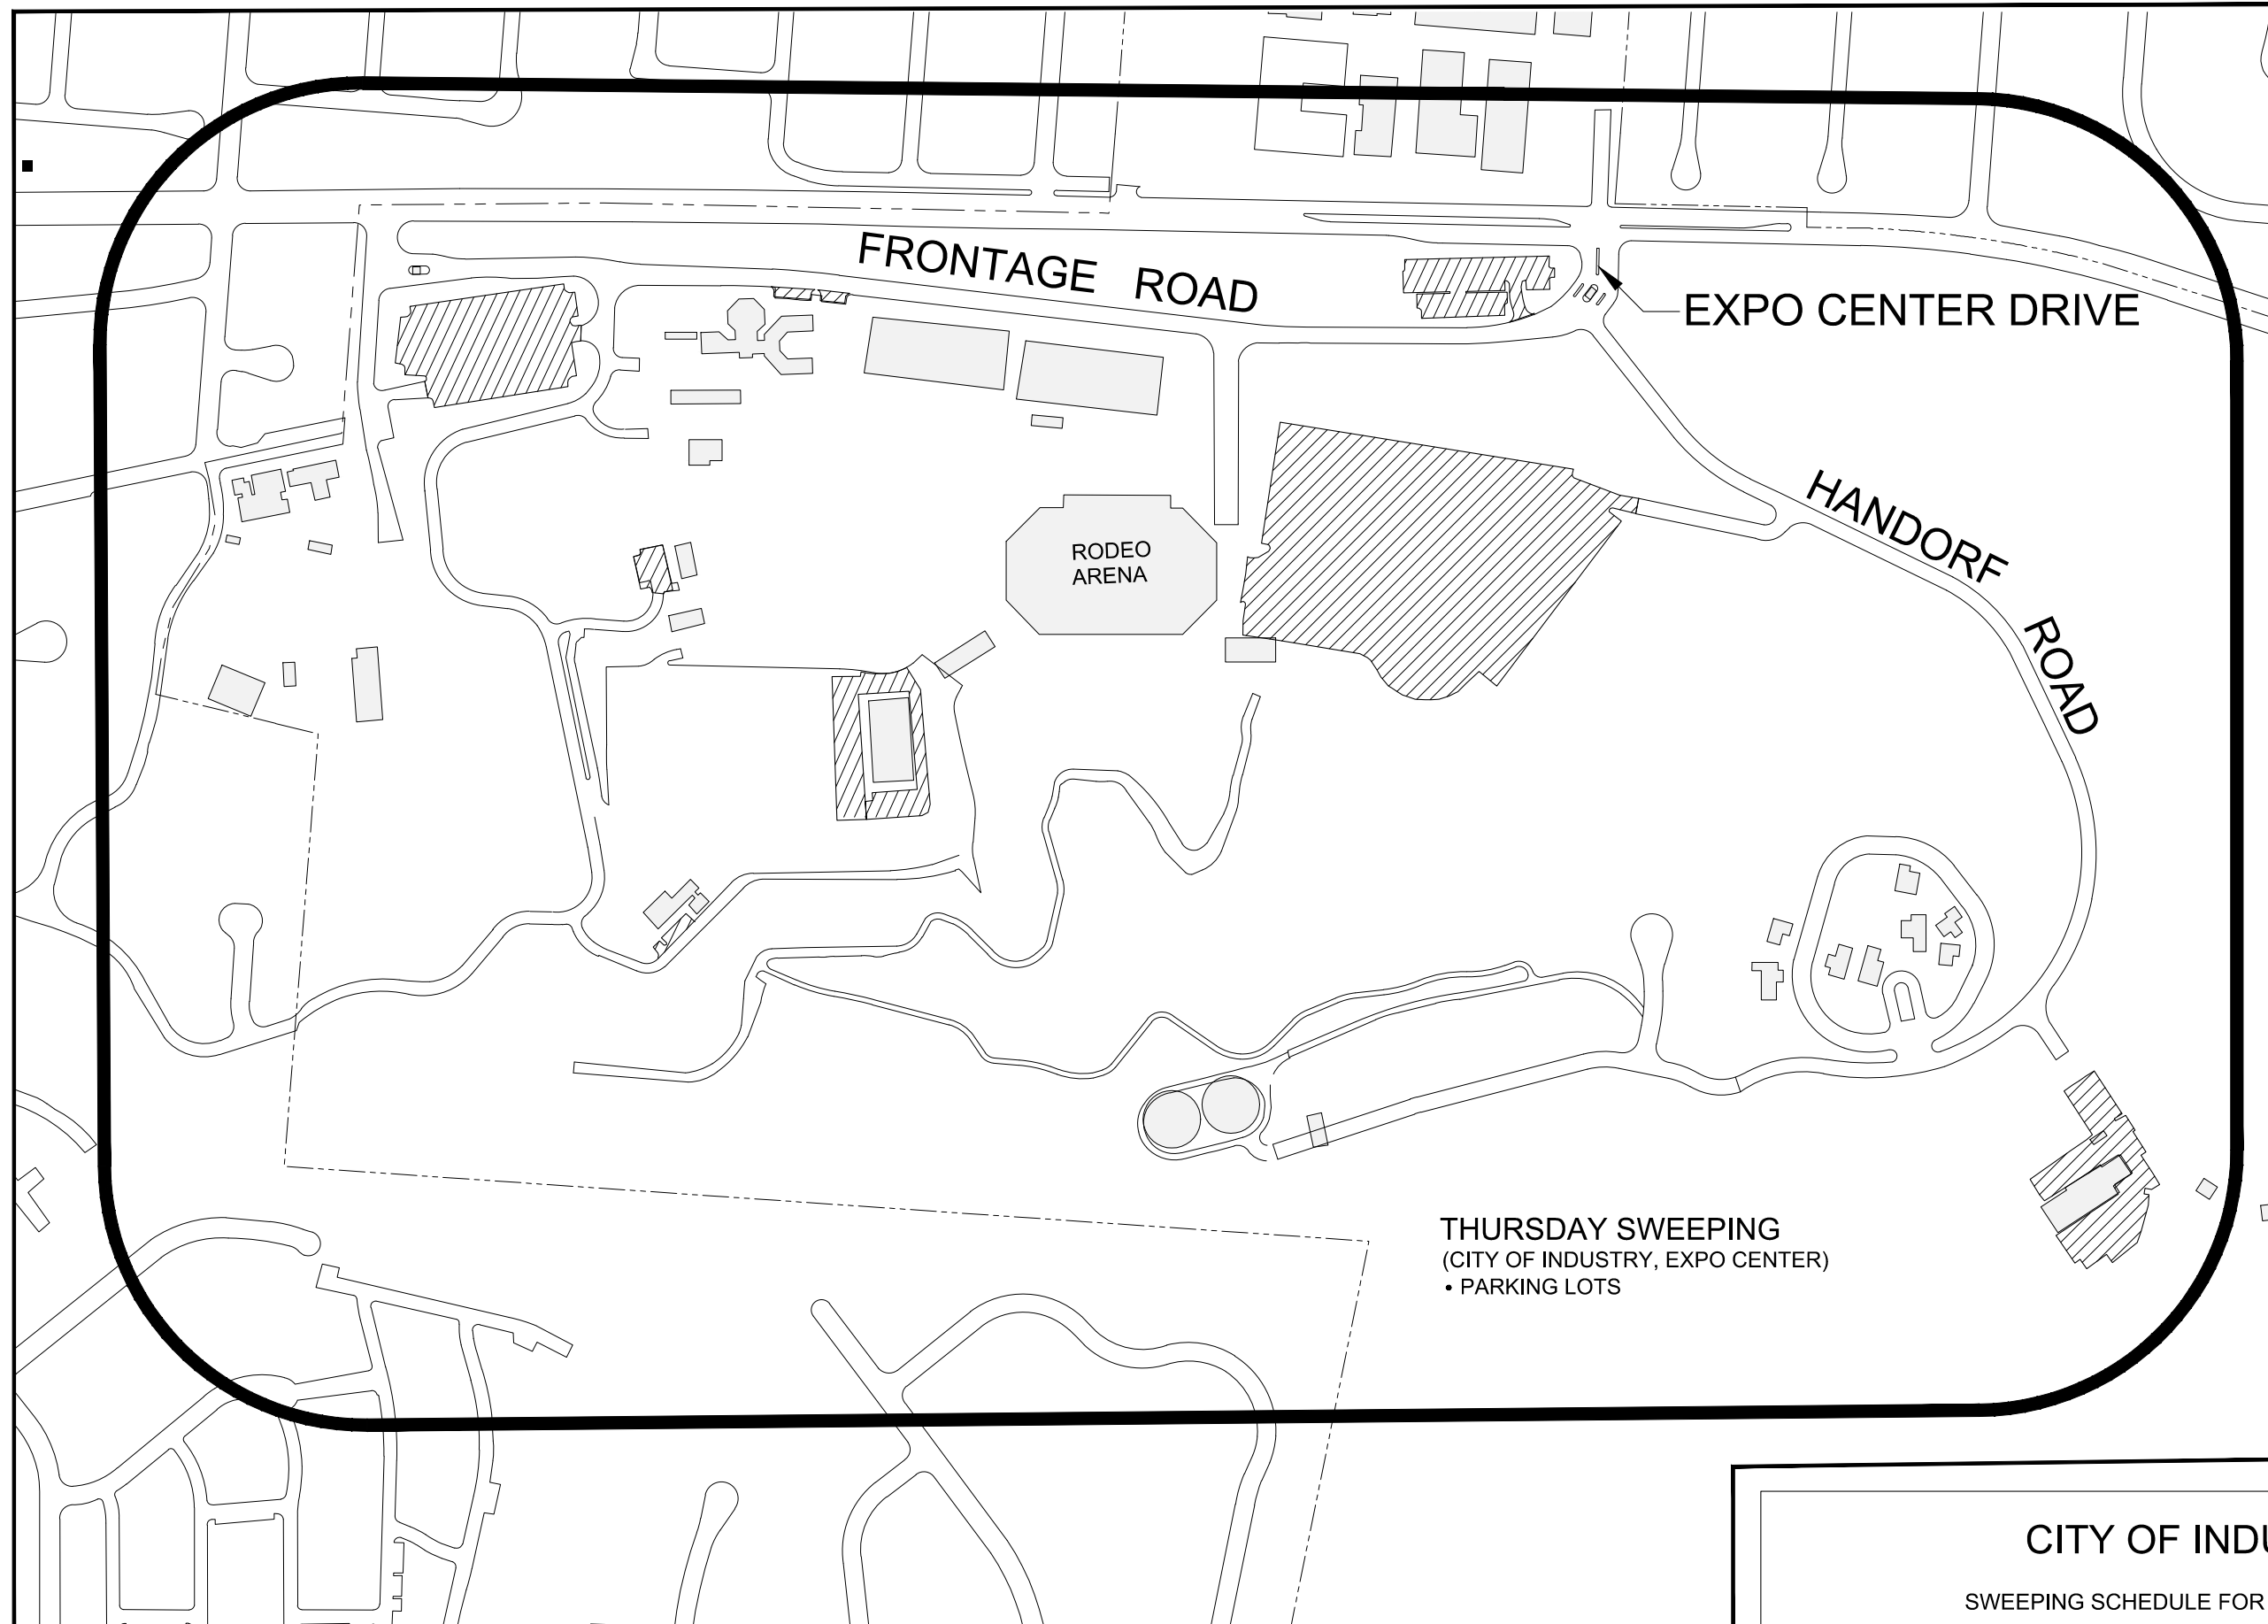 FRONTAGE ROAD
EXPO CENTER DRIVE
HANDORF ROAD
RODEO
ARENA
THURSDAY SWEEPING
(CITY OF INDUSTRY, EXPO CENTER)
• PARKING LOTS
CITY OF
SWEEPING SCHEDULE FOR